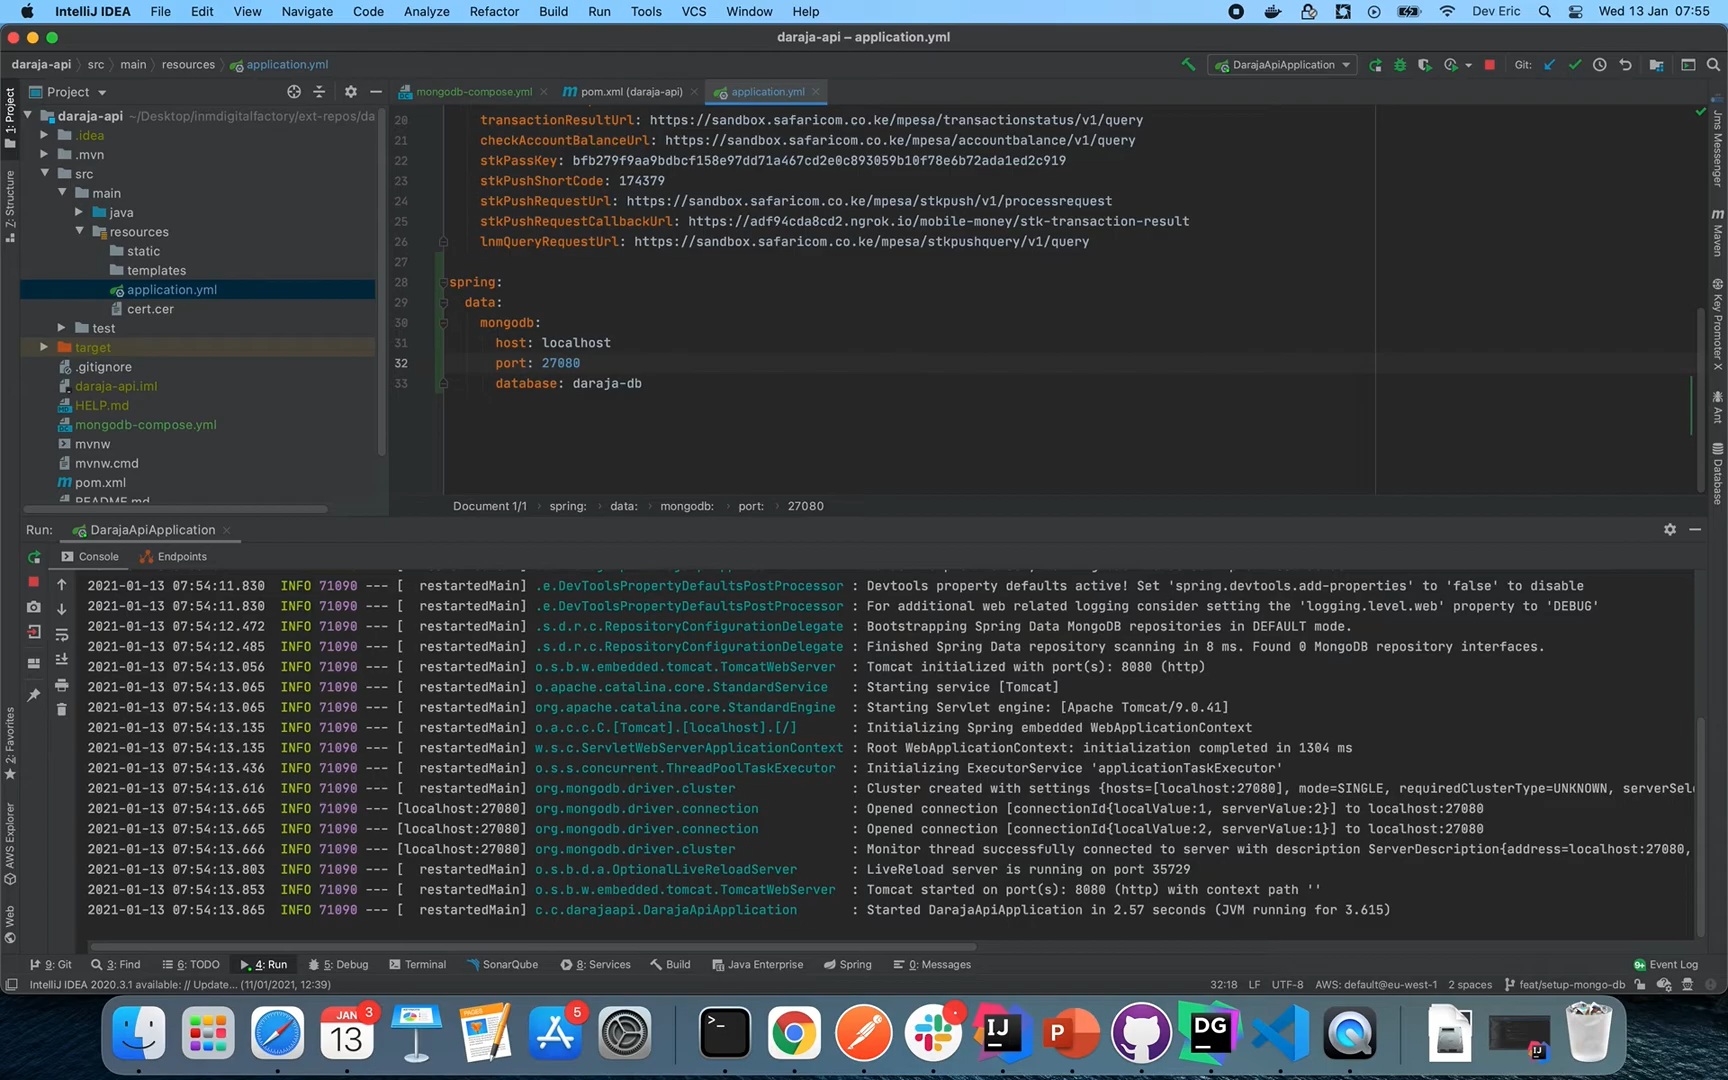 IntelliJ IDEA File Edit View Navigate Code Analyze Refactor Build Run Tools VCS Window Help Dev Eric Wed 13 Jan 07:55
daraja-api – application.yml
daraja-api src main resources application.yml DarajaApiApplication Git:
Project mongodb-compose.yml pom.xml (daraja-api) application.yml
daraja-api ~/Desktop/inmdigitalfactory/ext-repos/da
.idea
.mvn
src
main
java
resources
static
templates
application.yml
cert.cer
test
target
.gitignore
daraja-api.iml
HELP.md
mongodb-compose.yml
mvnw
mvnw.cmd
pom.xml
README.md
20 transactionResultUrl: https://sandbox.safaricom.co.ke/mpesa/transactionstatus/v1/query
21 checkAccountBalanceUrl: https://sandbox.safaricom.co.ke/mpesa/accountbalance/v1/query
22 stkPassKey: bfb279f9aa9bdbcf158e97dd71a467cd2e0c893059b10f78e6b72ada1ed2c919
23 stkPushShortCode: 174379
24 stkPushRequestUrl: https://sandbox.safaricom.co.ke/mpesa/stkpush/v1/processrequest
25 stkPushRequestCallbackUrl: https://adf94cda8cd2.ngrok.io/mobile-money/stk-transaction-result
26 lnmQueryRequestUrl: https://sandbox.safaricom.co.ke/mpesa/stkpushquery/v1/query
27
28 spring:
29 data:
30 mongodb:
31 host: localhost
32 port: 27080
33 database: daraja-db
Document 1/1 spring: data: mongodb: port: 27080
1: Project
Z: Structure
2: Favorites
AWS Explorer
Web
Jms Messenger
Maven
Key Promoter X
Ant
Database
Run: DarajaApiApplication
Console Endpoints
2021-01-13 07:54:11.830 INFO 71090 --- [ restartedMain] .e.DevToolsPropertyDefaultsPostProcessor : Devtools property defaults active! Set 'spring.devtools.add-properties' to 'false' to disable
2021-01-13 07:54:11.830 INFO 71090 --- [ restartedMain] .e.DevToolsPropertyDefaultsPostProcessor : For additional web related logging consider setting the 'logging.level.web' property to 'DEBUG'
2021-01-13 07:54:12.472 INFO 71090 --- [ restartedMain] .s.d.r.c.RepositoryConfigurationDelegate : Bootstrapping Spring Data MongoDB repositories in DEFAULT mode.
2021-01-13 07:54:12.485 INFO 71090 --- [ restartedMain] .s.d.r.c.RepositoryConfigurationDelegate : Finished Spring Data repository scanning in 8 ms. Found 0 MongoDB repository interfaces.
2021-01-13 07:54:13.056 INFO 71090 --- [ restartedMain] o.s.b.w.embedded.tomcat.TomcatWebServer : Tomcat initialized with port(s): 8080 (http)
2021-01-13 07:54:13.065 INFO 71090 --- [ restartedMain] o.apache.catalina.core.StandardService : Starting service [Tomcat]
2021-01-13 07:54:13.065 INFO 71090 --- [ restartedMain] org.apache.catalina.core.StandardEngine : Starting Servlet engine: [Apache Tomcat/9.0.41]
2021-01-13 07:54:13.135 INFO 71090 --- [ restartedMain] o.a.c.c.C.[Tomcat].[localhost].[/] : Initializing Spring embedded WebApplicationContext
2021-01-13 07:54:13.135 INFO 71090 --- [ restartedMain] w.s.c.ServletWebServerApplicationContext : Root WebApplicationContext: initialization completed in 1304 ms
2021-01-13 07:54:13.436 INFO 71090 --- [ restartedMain] o.s.s.concurrent.ThreadPoolTaskExecutor : Initializing ExecutorService 'applicationTaskExecutor'
2021-01-13 07:54:13.616 INFO 71090 --- [ restartedMain] org.mongodb.driver.cluster : Cluster created with settings {hosts=[localhost:27080], mode=SINGLE, requiredClusterType=UNKNOWN, serverSel
2021-01-13 07:54:13.665 INFO 71090 --- [localhost:27080] org.mongodb.driver.connection : Opened connection [connectionId{localValue:1, serverValue:2}] to localhost:27080
2021-01-13 07:54:13.665 INFO 71090 --- [localhost:27080] org.mongodb.driver.connection : Opened connection [connectionId{localValue:2, serverValue:1}] to localhost:27080
2021-01-13 07:54:13.666 INFO 71090 --- [localhost:27080] org.mongodb.driver.cluster : Monitor thread successfully connected to server with description ServerDescription{address=localhost:27080,
2021-01-13 07:54:13.803 INFO 71090 --- [ restartedMain] o.s.b.d.a.OptionalLiveReloadServer : LiveReload server is running on port 35729
2021-01-13 07:54:13.853 INFO 71090 --- [ restartedMain] o.s.b.w.embedded.tomcat.TomcatWebServer : Tomcat started on port(s): 8080 (http) with context path ''
2021-01-13 07:54:13.865 INFO 71090 --- [ restartedMain] c.c.darajaapi.DarajaApiApplication : Started DarajaApiApplication in 2.57 seconds (JVM running for 3.615)
9: Git 3: Find 6: TODO 4: Run 5: Debug Terminal SonarQube 8: Services Build Java Enterprise Spring 0: Messages 9+ Event Log
IntelliJ IDEA 2020.3.1 available: // Update... (11/01/2021, 12:39) 32:18 LF UTF-8 AWS: default@eu-west-1 2 spaces feat/setup-mongo-db
JAN 3 5
13 PAGES IJ P DG